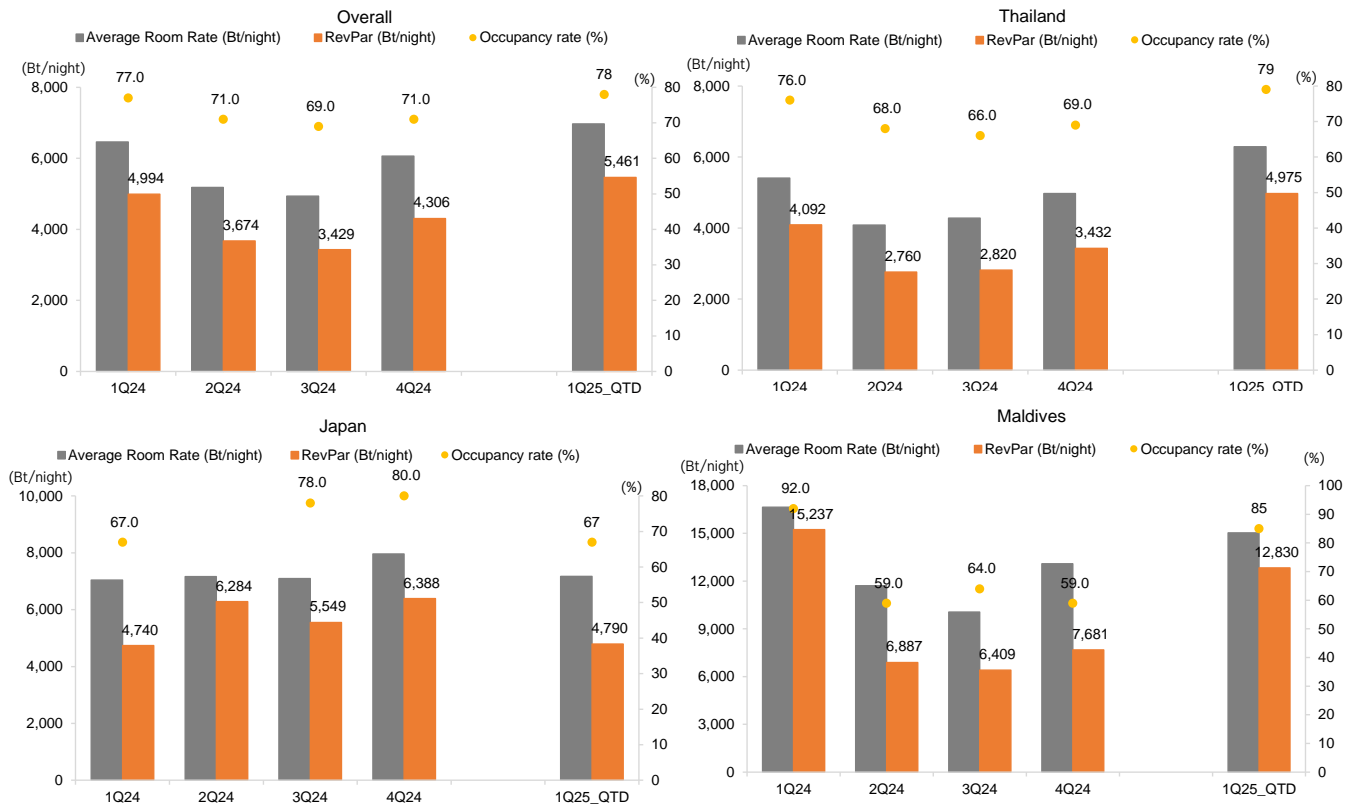 Overall
Average Room Rate (Bt/night) RevPar (Bt/night) Occupancy rate (%)
(Bt/night) (%)
77.0 71.0 69.0 71.0 78
8,000 80
70
6,000 60
50
4,000 40
30
2,000 20
10
0 0
4,994 3,674 3,429 4,306 5,461
1Q24 2Q24 3Q24 4Q24 1Q25_QTD
Thailand
Average Room Rate (Bt/night) RevPar (Bt/night) Occupancy rate (%)
(Bt/night) (%)
76.0 68.0 66.0 69.0 79
8,000 80
70
6,000 60
50
4,000 40
30
2,000 20
10
0 0
4,092 2,760 2,820 3,432 4,975
1Q24 2Q24 3Q24 4Q24 1Q25_QTD
Japan
Average Room Rate (Bt/night) RevPar (Bt/night) Occupancy rate (%)
(Bt/night) (%)
67.0 78.0 80.0 67
10,000 80
70
8,000 60
6,000 50
40
4,000 30
2,000 20
10
0 0
4,740 6,284 5,549 6,388 4,790
1Q24 2Q24 3Q24 4Q24 1Q25_QTD
Maldives
Average Room Rate (Bt/night) RevPar (Bt/night) Occupancy rate (%)
(Bt/night) (%)
92.0 59.0 64.0 59.0 85
18,000 100
90
15,000 80
12,000 70
60
9,000 50
40
6,000 30
3,000 20
10
0 0
15,237 6,887 6,409 7,681 12,830
1Q24 2Q24 3Q24 4Q24 1Q25_QTD